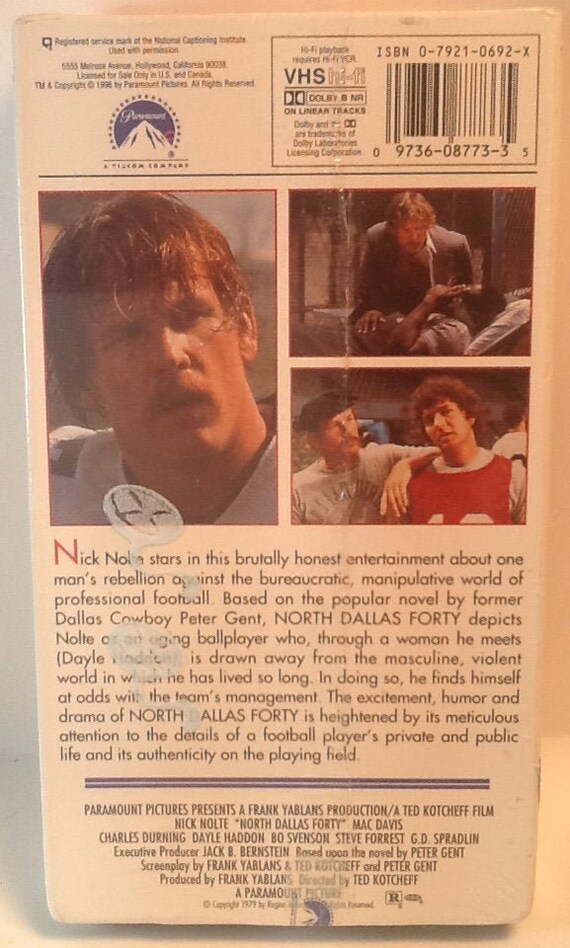 Registered service mark of the National Captioning Institute.
Used with permission.
5555 Melrose Avenue, Hollywood, California 90038
Licensed for Sale Only in U.S. and Canada.
TM & Copyright © 1996 by Paramount Pictures. All Rights Reserved.
Paramount
A COMPANY
Hi-Fi playback
requires Hi-Fi VCR.
VHS hi-fi
DOLBY B NR
ON LINEAR TRACKS
Dolby and
are trademarks of
Dolby Laboratories
Licensing Corporation
ISBN 0-7921-0692-X
0 9736-08773-3 5
Nick Nolte stars in this brutally honest entertainment about one
man's rebellion against the bureaucratic, manipulative world of
professional football. Based on the popular novel by former
Dallas Cowboy Peter Gent, NORTH DALLAS FORTY depicts
Nolte as an aging ballplayer who, through a woman he meets
(Dayle Haddon) is drawn away from the masculine, violent
world in which he has lived so long. In doing so, he finds himself
at odds with the team's management. The excitement, humor and
drama of NORTH DALLAS FORTY is heightened by its meticulous
attention to the details of a football player's private and public
life and its authenticity on the playing field.
PARAMOUNT PICTURES PRESENTS A FRANK YABLANS PRODUCTION/A TED KOTCHEFF FILM
NICK NOLTE "NORTH DALLAS FORTY" MAC DAVIS
CHARLES DURNING DAYLE HADDON BO SVENSON STEVE FORREST G.D. SPRADLIN
Executive Producer JACK B. BERNSTEIN Based upon the novel by PETER GENT
Screenplay by FRANK YABLANS & TED KOTCHEFF and PETER GENT
Produced by FRANK YABLANS Directed by TED KOTCHEFF
A PARAMOUNT PICTURE
© Copyright 1979 by Reserved.
R